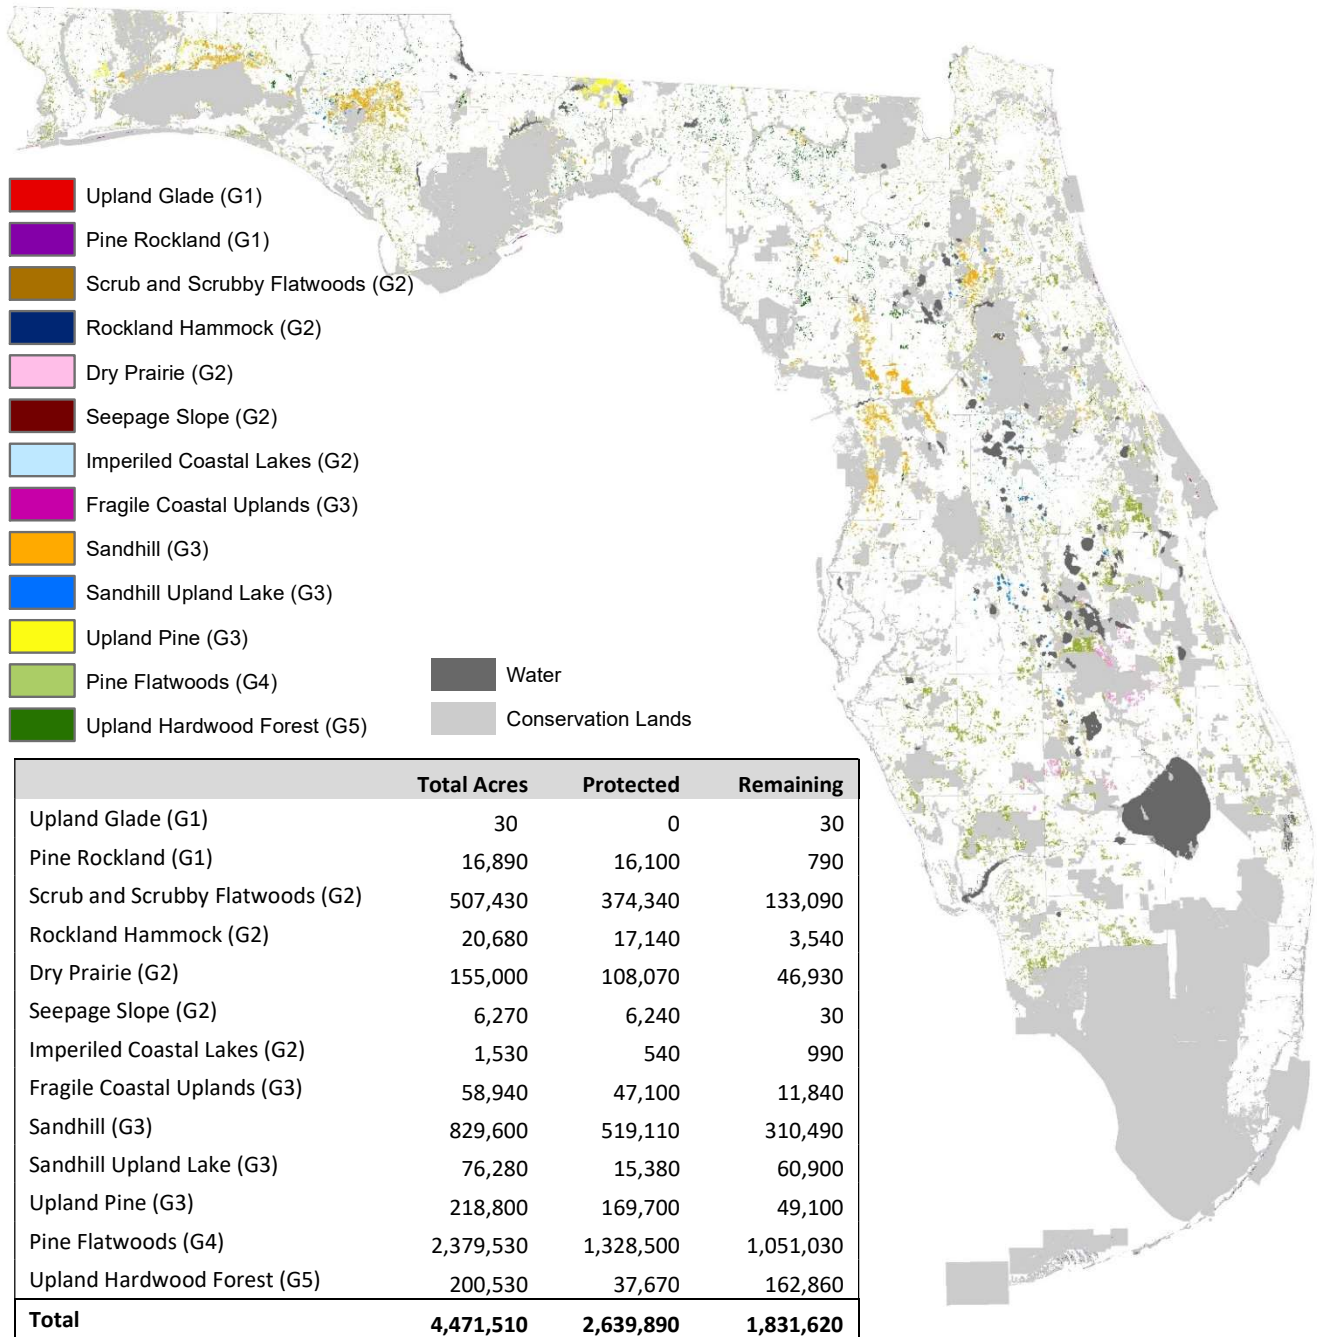 Upland Glade (G1)
Pine Rockland (G1)
Scrub and Scrubby Flatwoods (G2)
Rockland Hammock (G2)
Dry Prairie (G2)
Seepage Slope (G2)
Imperiled Coastal Lakes (G2)
Fragile Coastal Uplands (G3)
Sandhill (G3)
Sandhill Upland Lake (G3)
Upland Pine (G3)
Pine Flatwoods (G4)
Upland Hardwood Forest (G5)
Water
Conservation Lands
Total Acres Protected Remaining
Upland Glade (G1) 30 0 30
Pine Rockland (G1) 16,890 16,100 790
Scrub and Scrubby Flatwoods (G2) 507,430 374,340 133,090
Rockland Hammock (G2) 20,680 17,140 3,540
Dry Prairie (G2) 155,000 108,070 46,930
Seepage Slope (G2) 6,270 6,240 30
Imperiled Coastal Lakes (G2) 1,530 540 990
Fragile Coastal Uplands (G3) 58,940 47,100 11,840
Sandhill (G3) 829,600 519,110 310,490
Sandhill Upland Lake (G3) 76,280 15,380 60,900
Upland Pine (G3) 218,800 169,700 49,100
Pine Flatwoods (G4) 2,379,530 1,328,500 1,051,030
Upland Hardwood Forest (G5) 200,530 37,670 162,860
Total 4,471,510 2,639,890 1,831,620